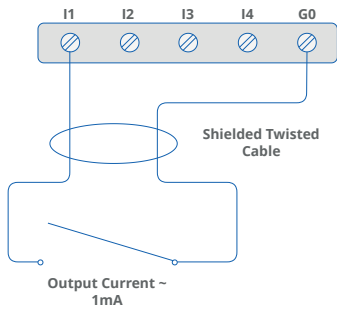 I1 I2 I3 I4 G0
Shielded Twisted
Cable
Output Current ~
1mA